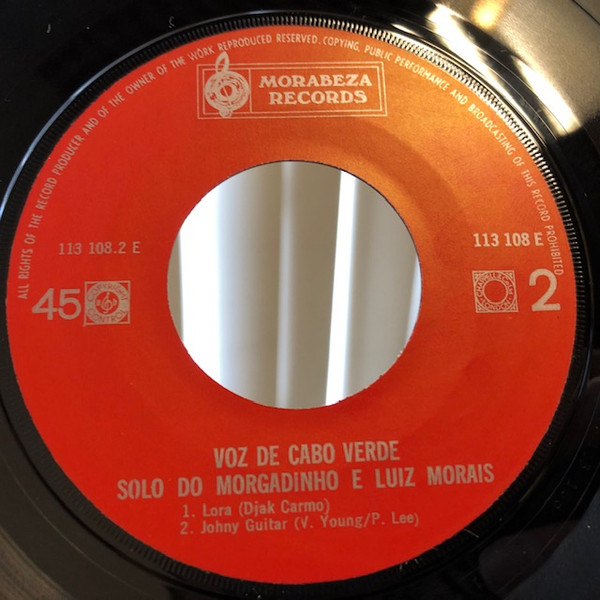 ALL RIGHTS OF THE RECORD PRODUCER AND OF THE OWNER OF THE WORK REPRODUCED RESERVED. COPYING, PUBLIC PERFORMANCE AND BROADCASTING OF THIS RECORD PROHIBITED
MORABEZA
RECORDS
113 108.2 E
113 108 E
45
COPYRIGHT
CONTROL
2
VOZ DE CABO VERDE
SOLO DO MORGADINHO E LUIZ MORAIS
1. Lora (Djak Carmo)
2. Johny Guitar (V. Young/P. Lee)